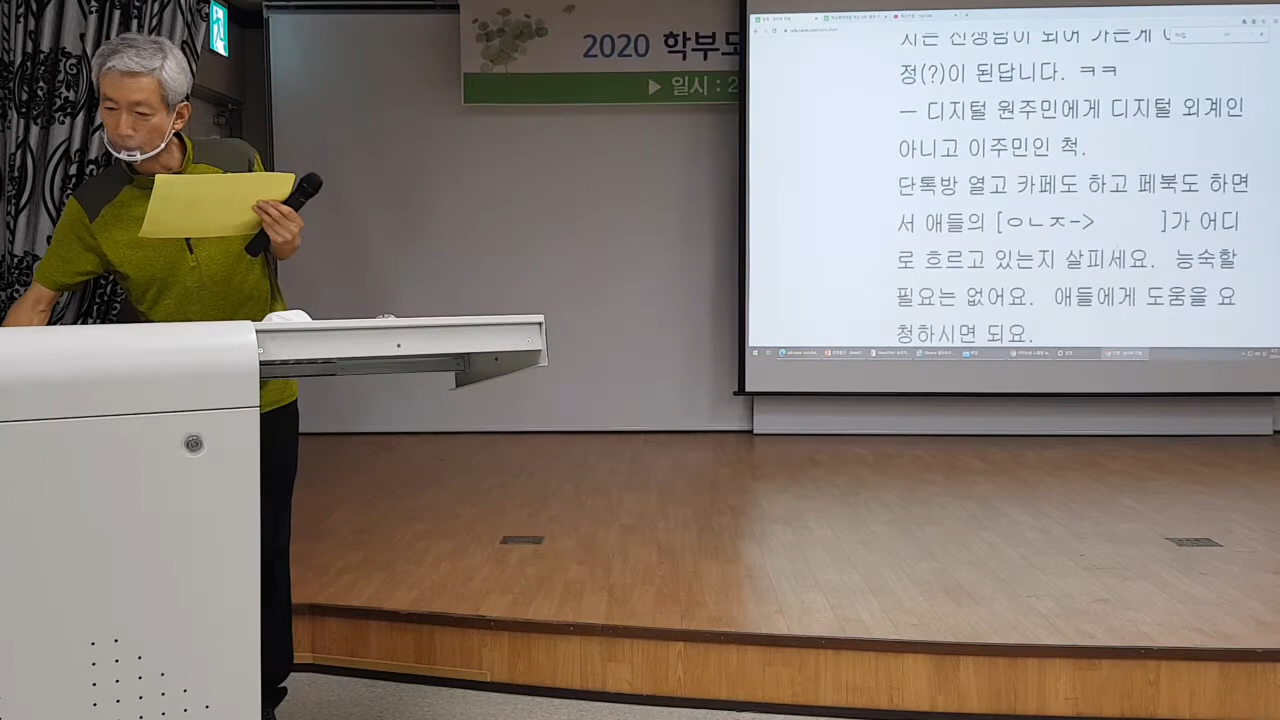 2020 학부모
▶ 일시 : 2
정(?)이 된답니다. ㅋㅋ
— 디지털 원주민에게 디지털 외계인
아니고 이주민인 척.
단톡방 열고 카페도 하고 페북도 하면
서 애들의 [ㅇㄴㅈ-> ]가 어디
로 흐르고 있는지 살피세요. 능숙할
필요는 없어요. 애들에게 도움을 요
청하시면 되요.